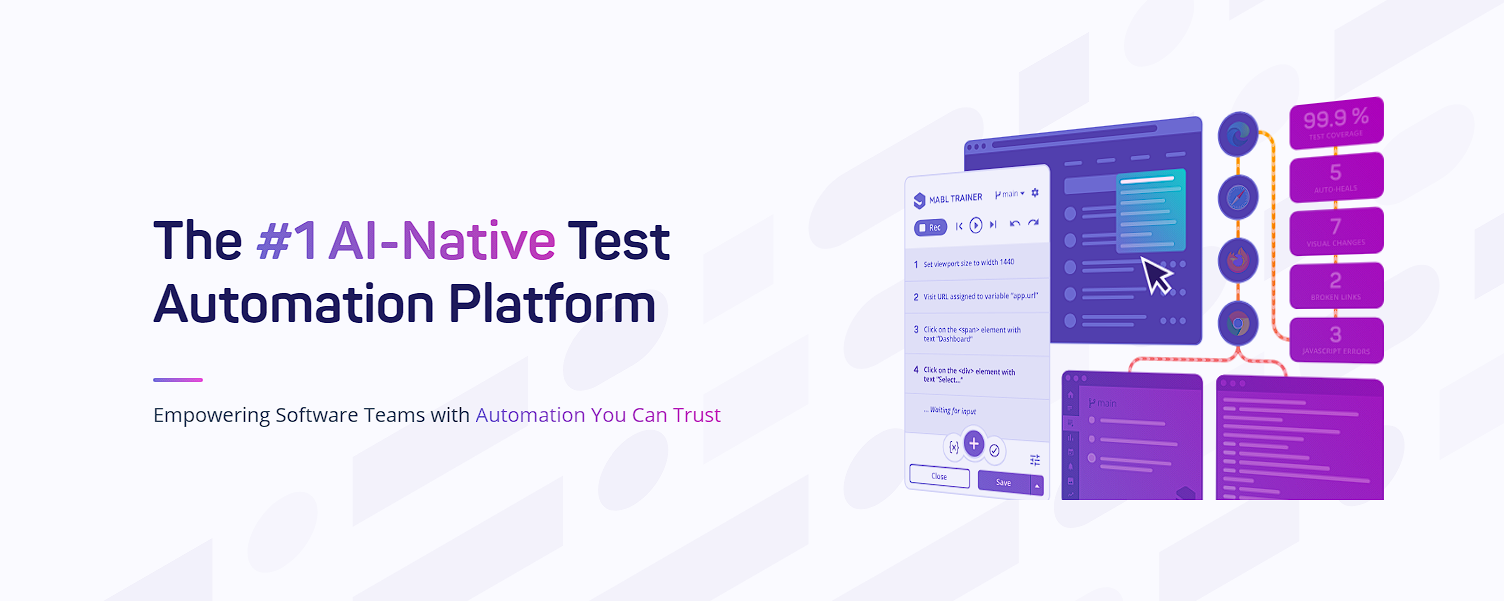 The #1 AI-Native Test
Automation Platform
Empowering Software Teams with Automation You Can Trust
MABL TRAINER
main
Rec
1 Set viewport size to width 1440
2 Visit URL assigned to variable "app.url"
3 Click on the <span> element with
text "Dashboard"
4 Click on the <div> element with
text "Select..."
... Waiting for input
{x}
Close
Save
99.9 %
TEST COVERAGE
5
AUTO-HEALS
7
VISUAL CHANGES
2
BROKEN LINKS
3
JAVASCRIPT ERRORS
main